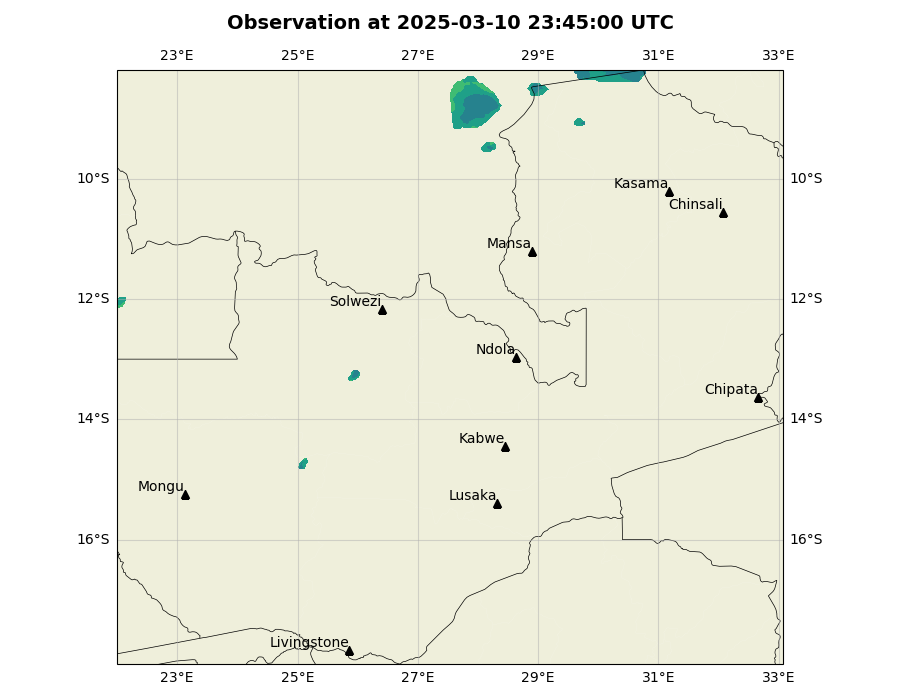 Observation at 2025-03-10 23:45:00 UTC
23°E 25°E 27°E 29°E 31°E 33°E
10°S 10°S
Kasama
Chinsali
Mansa
12°S 12°S
Solwezi
Ndola
Chipata
14°S 14°S
Kabwe
Mongu
Lusaka
16°S 16°S
Livingstone
23°E 25°E 27°E 29°E 31°E 33°E